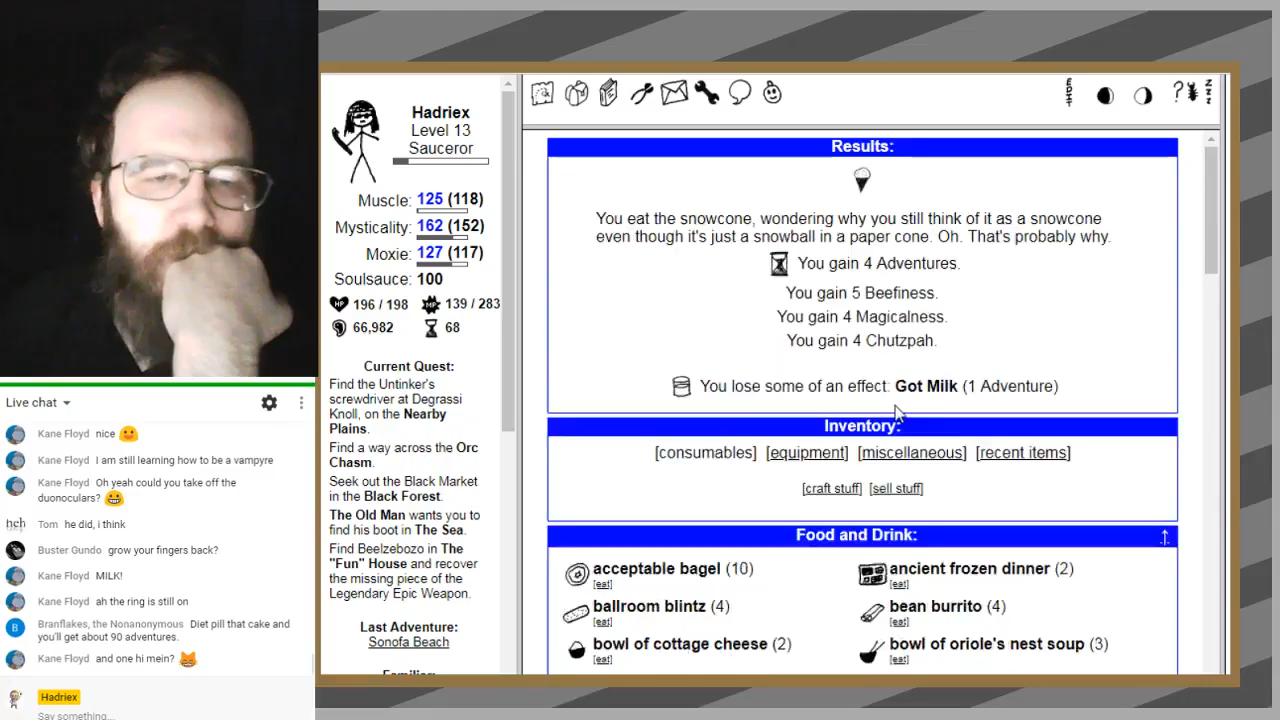 Live chat
Kane Floyd nice
Kane Floyd I am still learning how to be a vampyre
Kane Floyd Oh yeah could you take off the
duonoculars?
Tom he did, i think
Buster Gundo grow your fingers back?
Kane Floyd MILK!
Kane Floyd ah the ring is still on
B Branflakes, the Nonanonymous Diet pill that cake and
you'll get about 90 adventures.
Kane Floyd and one hi mein?
Hadriex
Say something...
Hadriex
Level 13
Sauceror
Muscle: 125 (118)
Mysticality: 162 (152)
Moxie: 127 (117)
Soulsauce: 100
HP 196 / 198 MP 139 / 283
66,982 68
Current Quest:
Find the Untinker's
screwdriver at Degrassi
Knoll, on the Nearby
Plains.
Find a way across the Orc
Chasm.
Seek out the Black Market
in the Black Forest.
The Old Man wants you to
find his boot in The Sea.
Find Beelzebozo in The
"Fun" House and recover
the missing piece of the
Legendary Epic Weapon.
Last Adventure:
Sonofa Beach
Results:
You eat the snowcone, wondering why you still think of it as a snowcone
even though it's just a snowball in a paper cone. Oh. That's probably why.
You gain 4 Adventures.
You gain 5 Beefiness.
You gain 4 Magicalness.
You gain 4 Chutzpah.
You lose some of an effect: Got Milk (1 Adventure)
Inventory:
[consumables] [equipment] [miscellaneous] [recent items]
[craft stuff] [sell stuff]
Food and Drink:
acceptable bagel (10) ancient frozen dinner (2)
[eat] [eat]
ballroom blintz (4) bean burrito (4)
[eat] [eat]
bowl of cottage cheese (2) bowl of oriole's nest soup (3)
[eat] [eat]